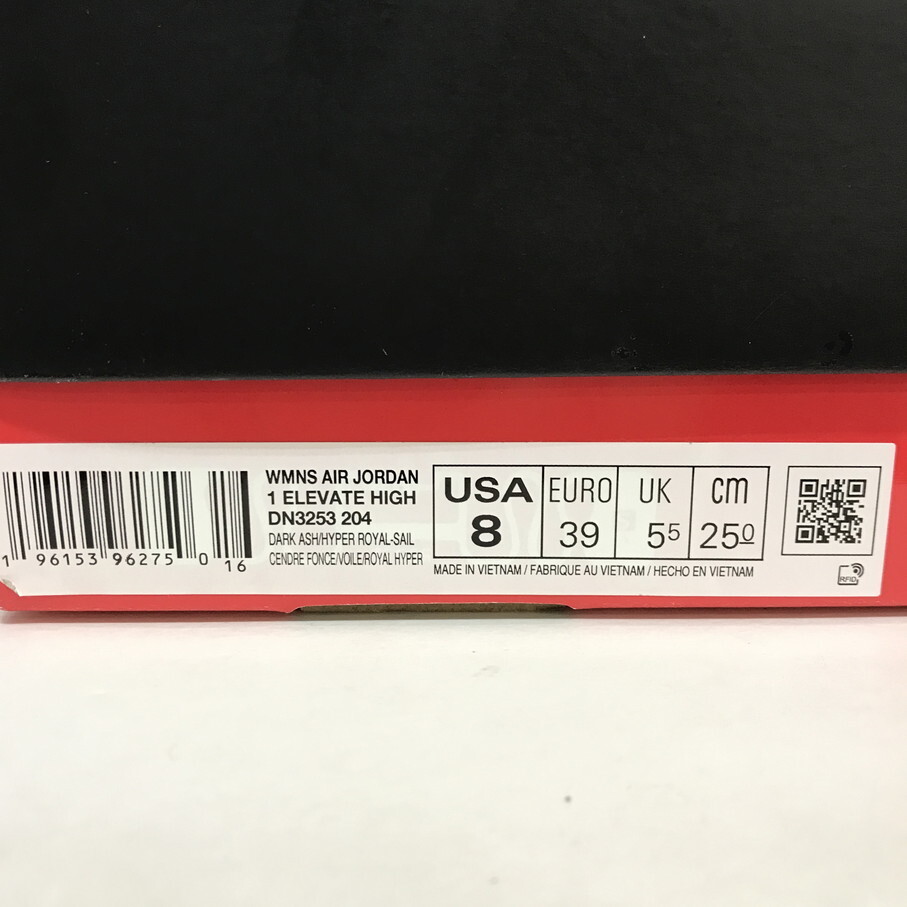 1 96153 96275 0 16
WMNS AIR JORDAN
1 ELEVATE HIGH
DN3253 204
DARK ASH/HYPER ROYAL-SAIL
CENDRE FONCE/VOILE/ROYAL HYPER
USA EURO UK cm
8 39 5⁵ 25⁰
MADE IN VIETNAM / FABRIQUE AU VIETNAM / HECHO EN VIETNAM
RFID